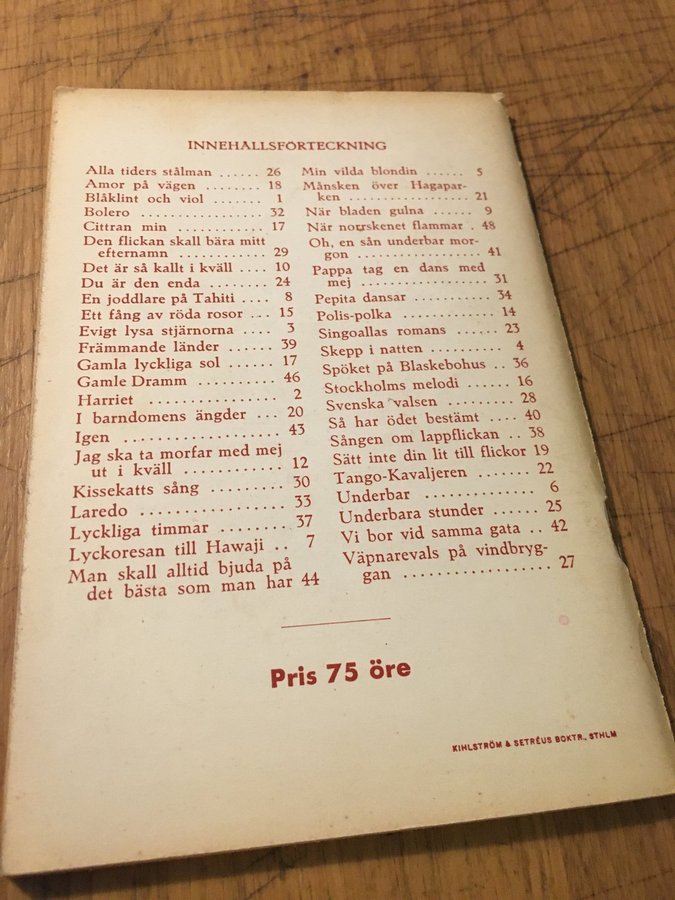 INNEHÅLLSFÖRTECKNING
Alla tiders stålman ...... 26
Amor på vägen ........ 18
Blåklint och viol ........ 1
Bolero ................ 32
Cittran min ............ 17
Den flickan skall bära mitt
efternamn ............ 29
Det är så kallt i kväll .... 10
Du är den enda ........ 24
En joddlare på Tahiti .... 8
Ett fång av röda rosor ... 15
Evigt lysa stjärnorna .... 3
Främmande länder ...... 39
Gamla lyckliga sol ...... 17
Gamle Dramm .......... 46
Harriet ................ 2
I barndomens ängder ... 20
Igen .................. 43
Jag ska ta morfar med mej
ut i kväll ............ 12
Kissekatts sång ......... 30
Laredo ................ 33
Lyckliga timmar ........ 37
Lyckoresan till Hawaji .. 7
Man skall alltid bjuda på
det bästa som man har 44
Min vilda blondin ...... 5
Månsken över Hagapar-
ken .................. 21
När bladen gulna ...... 9
När norrskenet flammar . 48
Oh, en sån underbar mor-
gon .................. 41
Pappa tag en dans med
mej .................. 31
Pepita dansar .......... 34
Polis-polka ............ 14
Singoallas romans ...... 23
Skepp i natten .......... 4
Spöket på Blaskebohus .. 36
Stockholms melodi ...... 16
Svenska valsen .......... 28
Så har ödet bestämt .... 40
Sången om lappflickan .. 38
Sätt inte din lit till flickor 19
Tango-Kavaljeren ...... 22
Underbar .............. 6
Underbara stunder ...... 25
Vi bor vid samma gata .. 42
Väpnarevals på vindbryg-
gan .................. 27
Pris 75 öre
KIHLSTRÖM & SETRÉUS BOKTR., STHLM